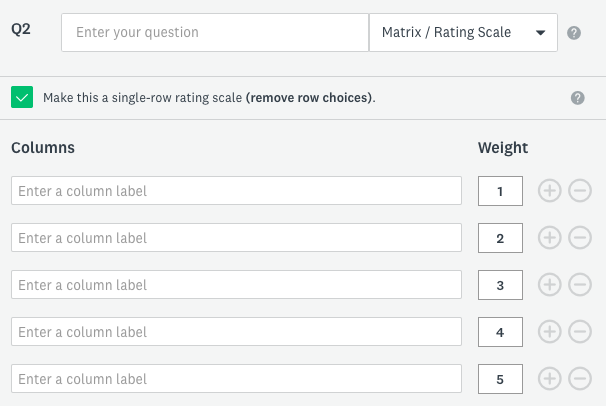 Q2 Enter your question Matrix / Rating Scale ?
Make this a single-row rating scale (remove row choices). ?
Columns Weight
Enter a column label 1
Enter a column label 2
Enter a column label 3
Enter a column label 4
Enter a column label 5